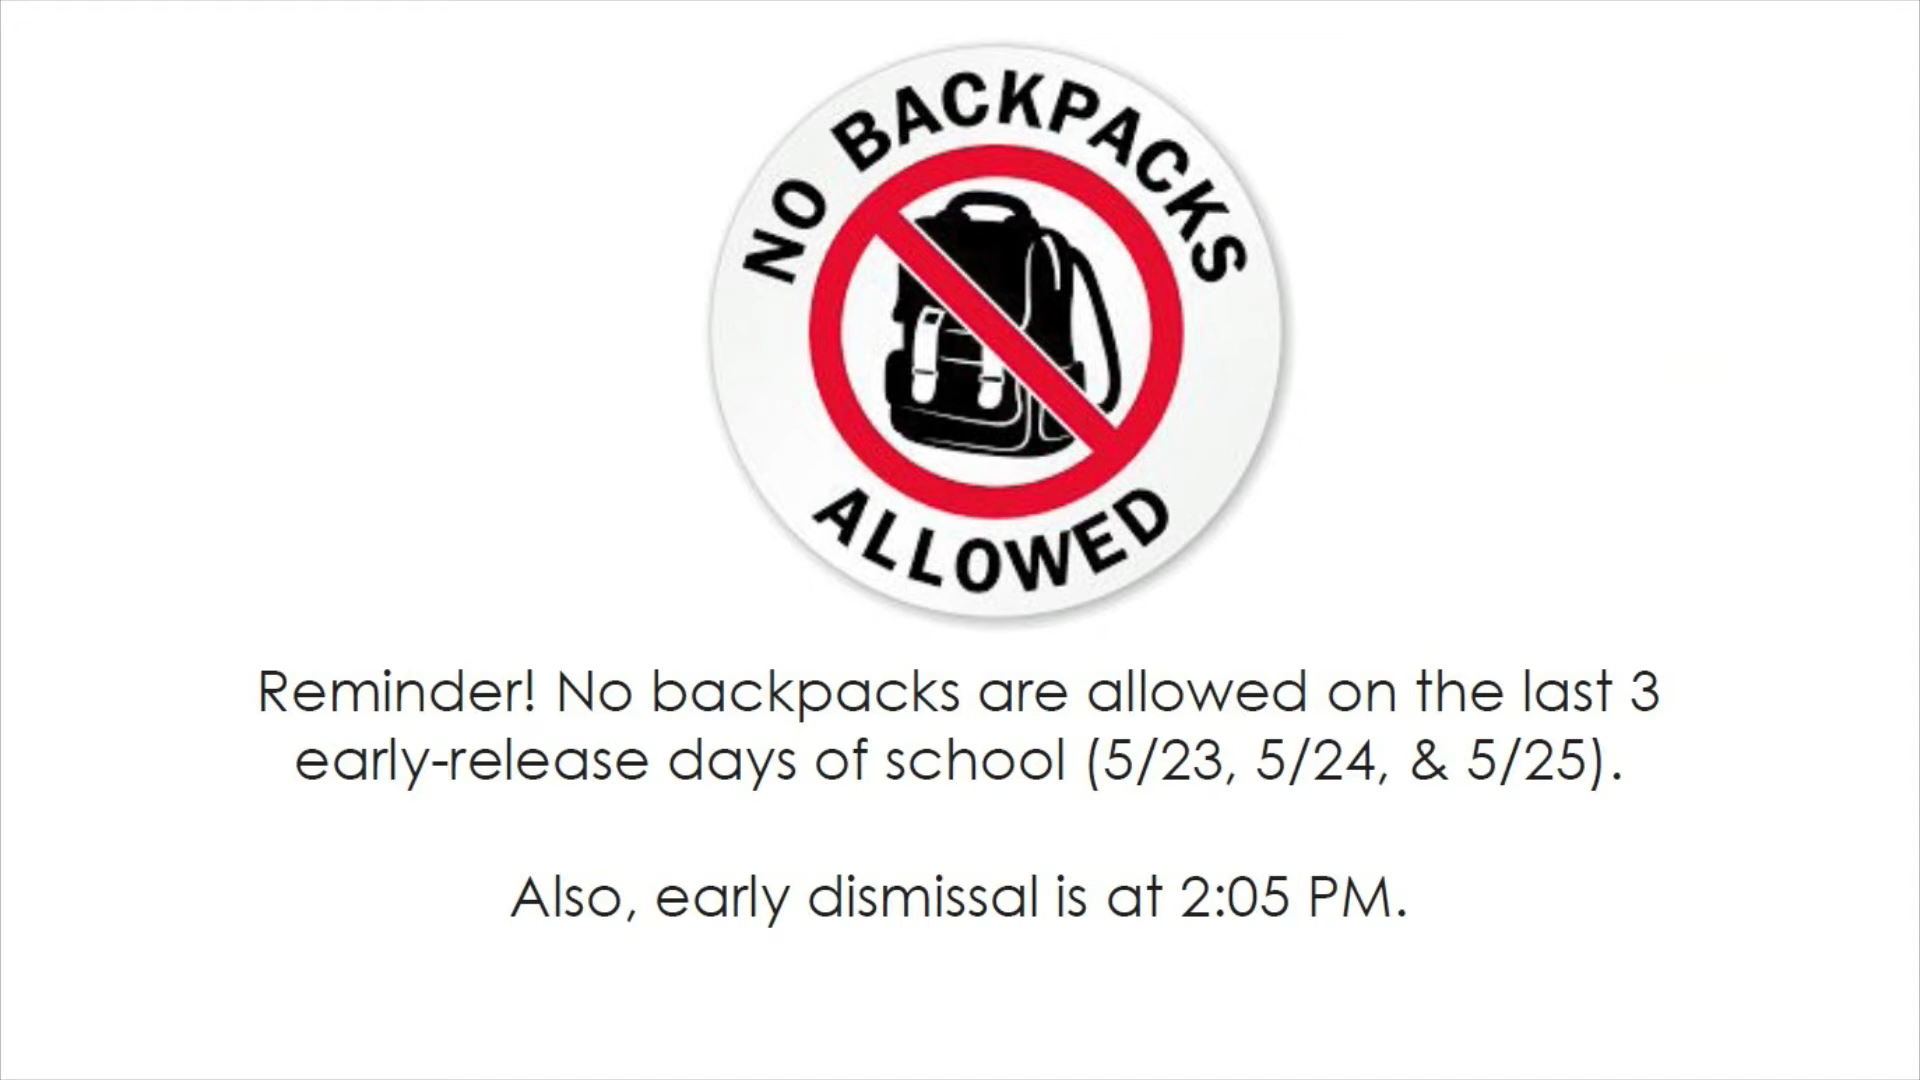 NO BACKPACKS
ALLOWED
Reminder! No backpacks are allowed on the last 3
early-release days of school (5/23, 5/24, & 5/25).
Also, early dismissal is at 2:05 PM.